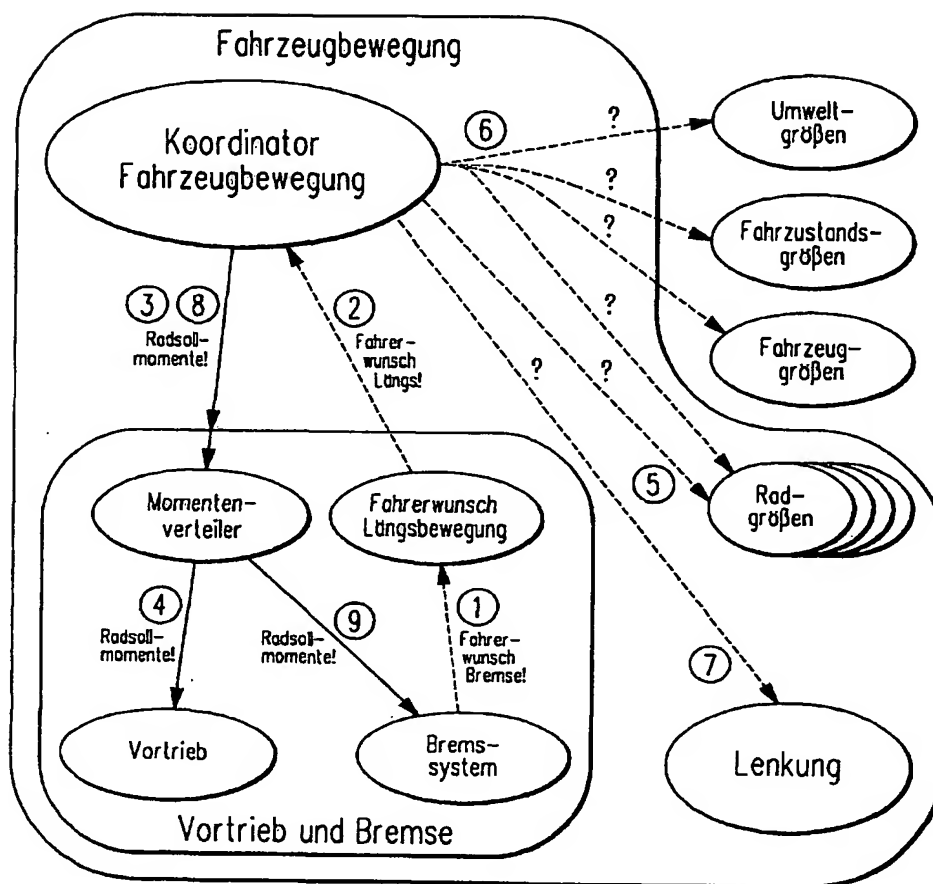 Fahrzeugbewegung
Koordinator
Fahrzeugbewegung
6
?
Umwelt-
größen
?
Fahrzustands-
größen
?
Fahrzeug-
größen
3 8
Radsoll-
momente!
2
Fahrer-
wunsch
Längs!
?
?
?
5
Rad-
größen
Momenten-
verteiler
Fahrerwunsch
Längsbewegung
4
Radsoll-
momente!
9
Radsoll-
momente!
1
Fahrer-
wunsch
Bremse!
7
Vortrieb
Brems-
system
Lenkung
Vortrieb und Bremse